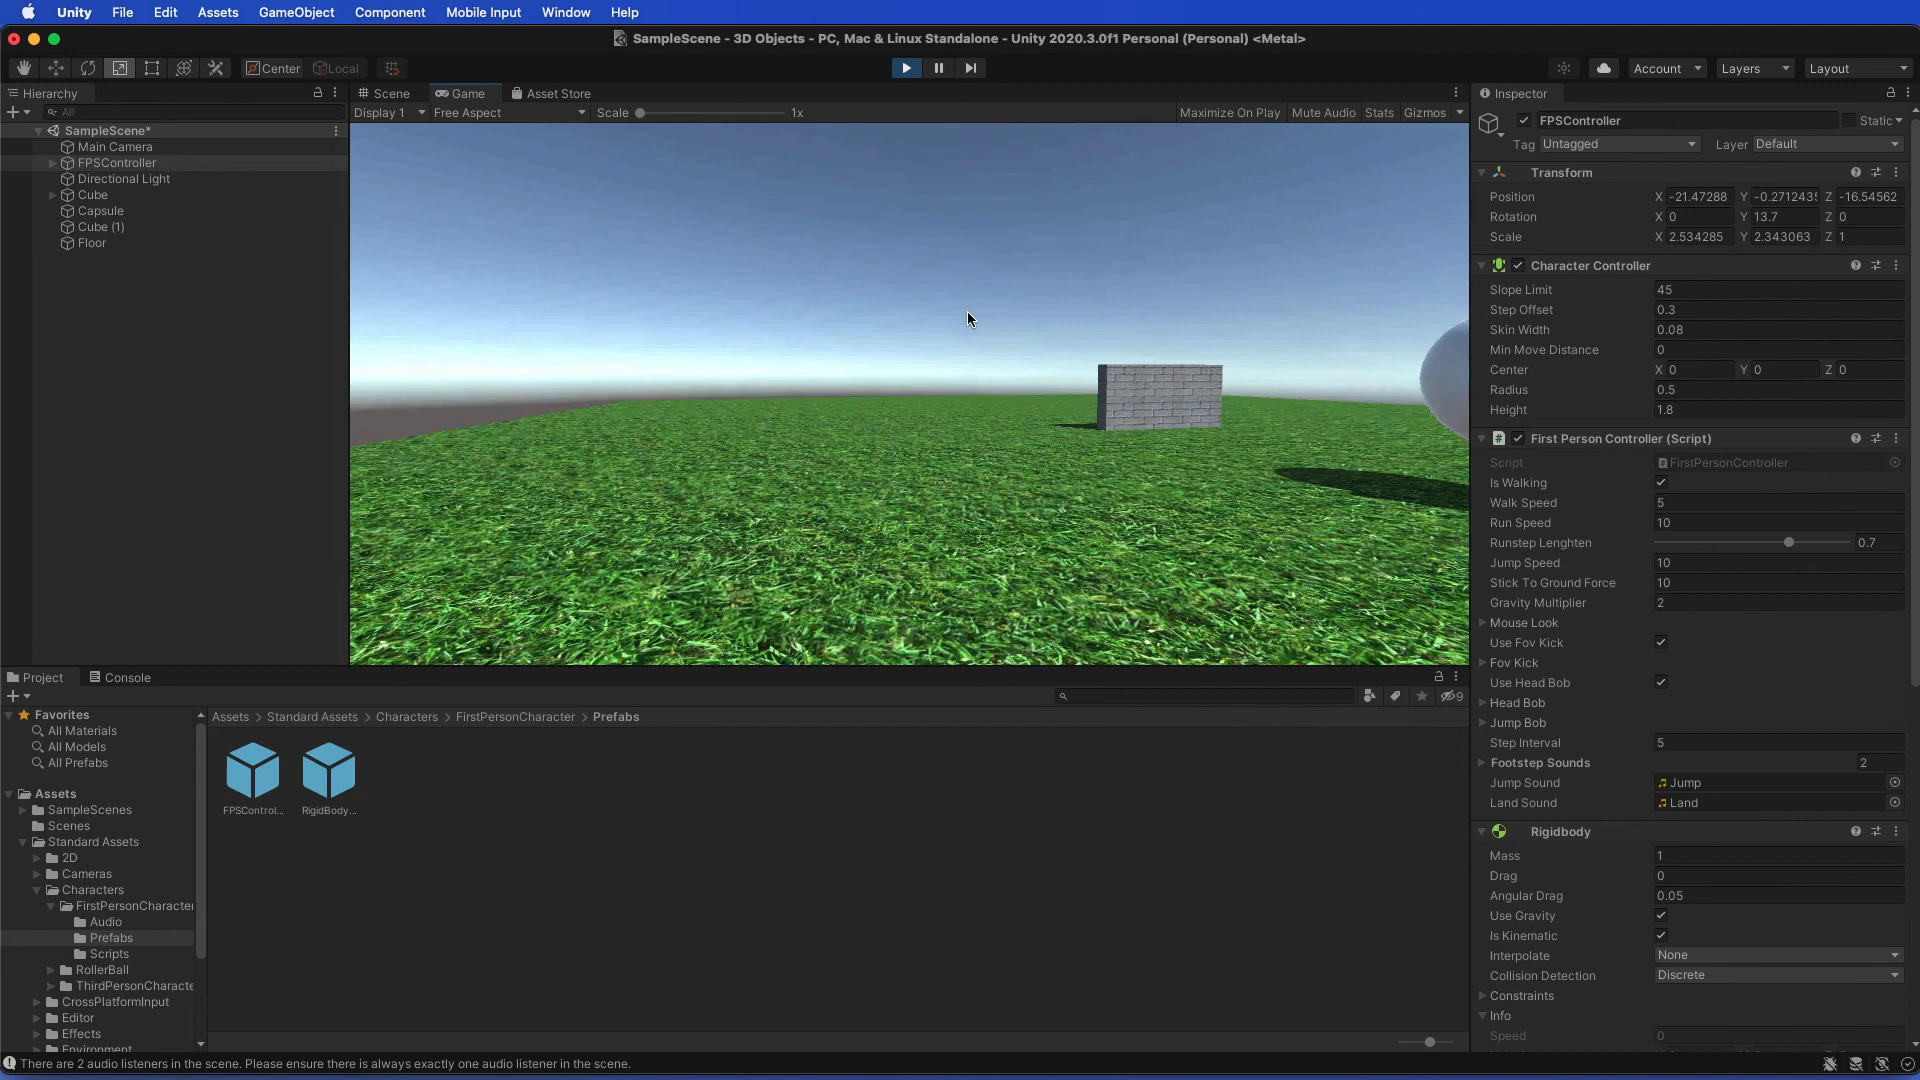 Unity File Edit Assets GameObject Component Mobile Input Window Help
SampleScene - 3D Objects - PC, Mac & Linux Standalone - Unity 2020.3.0f1 Personal (Personal) <Metal>
Center Local Account Layers Layout
Hierarchy
All
SampleScene*
Main Camera
FPSController
Directional Light
Cube
Capsule
Cube (1)
Floor
Scene Game Asset Store
Display 1 Free Aspect Scale 1x Maximize On Play Mute Audio Stats Gizmos
Inspector
FPSController Static
Tag Untagged Layer Default
Transform
Position X -21.47288 Y -0.2712435 Z -16.54562
Rotation X 0 Y 13.7 Z 0
Scale X 2.534285 Y 2.343063 Z 1
Character Controller
Slope Limit 45
Step Offset 0.3
Skin Width 0.08
Min Move Distance 0
Center X 0 Y 0 Z 0
Radius 0.5
Height 1.8
First Person Controller (Script)
Script FirstPersonController
Is Walking
Walk Speed 5
Run Speed 10
Runstep Lenghten 0.7
Jump Speed 10
Stick To Ground Force 10
Gravity Multiplier 2
Mouse Look
Use Fov Kick
Fov Kick
Use Head Bob
Head Bob
Jump Bob
Step Interval 5
Footstep Sounds 2
Jump Sound Jump
Land Sound Land
Rigidbody
Mass 1
Drag 0
Angular Drag 0.05
Use Gravity
Is Kinematic
Interpolate None
Collision Detection Discrete
Constraints
Info
Speed 0
Project Console
9
Favorites
All Materials
All Models
All Prefabs
Assets
SampleScenes
Scenes
Standard Assets
2D
Cameras
Characters
FirstPersonCharacter
Audio
Prefabs
Scripts
RollerBall
ThirdPersonCharacte
CrossPlatformInput
Editor
Effects
Environment
Assets > Standard Assets > Characters > FirstPersonCharacter > Prefabs
FPSControl... RigidBody...
There are 2 audio listeners in the scene. Please ensure there is always exactly one audio listener in the scene.